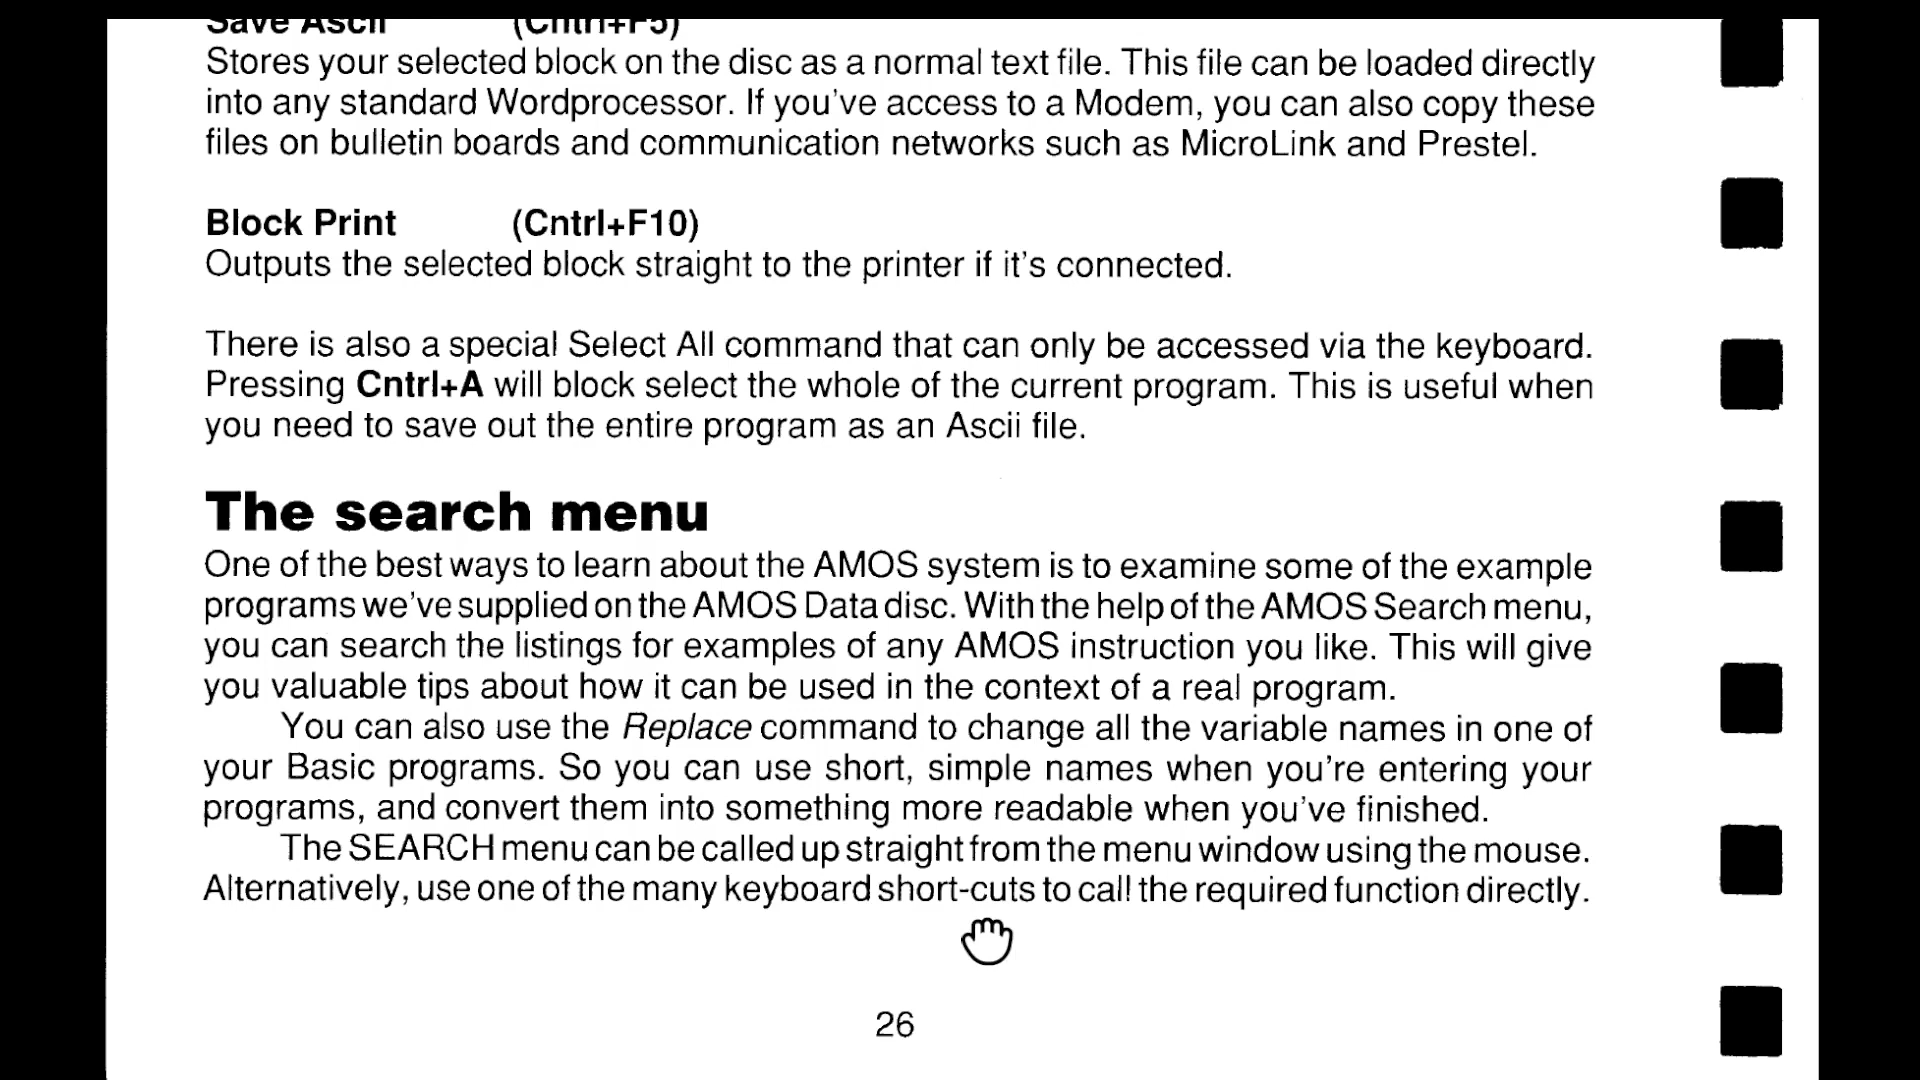 Save Ascii (Cntrl+F5)
Stores your selected block on the disc as a normal text file. This file can be loaded directly
into any standard Wordprocessor. If you've access to a Modem, you can also copy these
files on bulletin boards and communication networks such as MicroLink and Prestel.
Block Print (Cntrl+F10)
Outputs the selected block straight to the printer if it's connected.
There is also a special Select All command that can only be accessed via the keyboard.
Pressing Cntrl+A will block select the whole of the current program. This is useful when
you need to save out the entire program as an Ascii file.
The search menu
One of the best ways to learn about the AMOS system is to examine some of the example
programs we've supplied on the AMOS Data disc. With the help of the AMOS Search menu,
you can search the listings for examples of any AMOS instruction you like. This will give
you valuable tips about how it can be used in the context of a real program.
You can also use the Replace command to change all the variable names in one of
your Basic programs. So you can use short, simple names when you're entering your
programs, and convert them into something more readable when you've finished.
The SEARCH menu can be called up straight from the menu window using the mouse.
Alternatively, use one of the many keyboard short-cuts to call the required function directly.
26